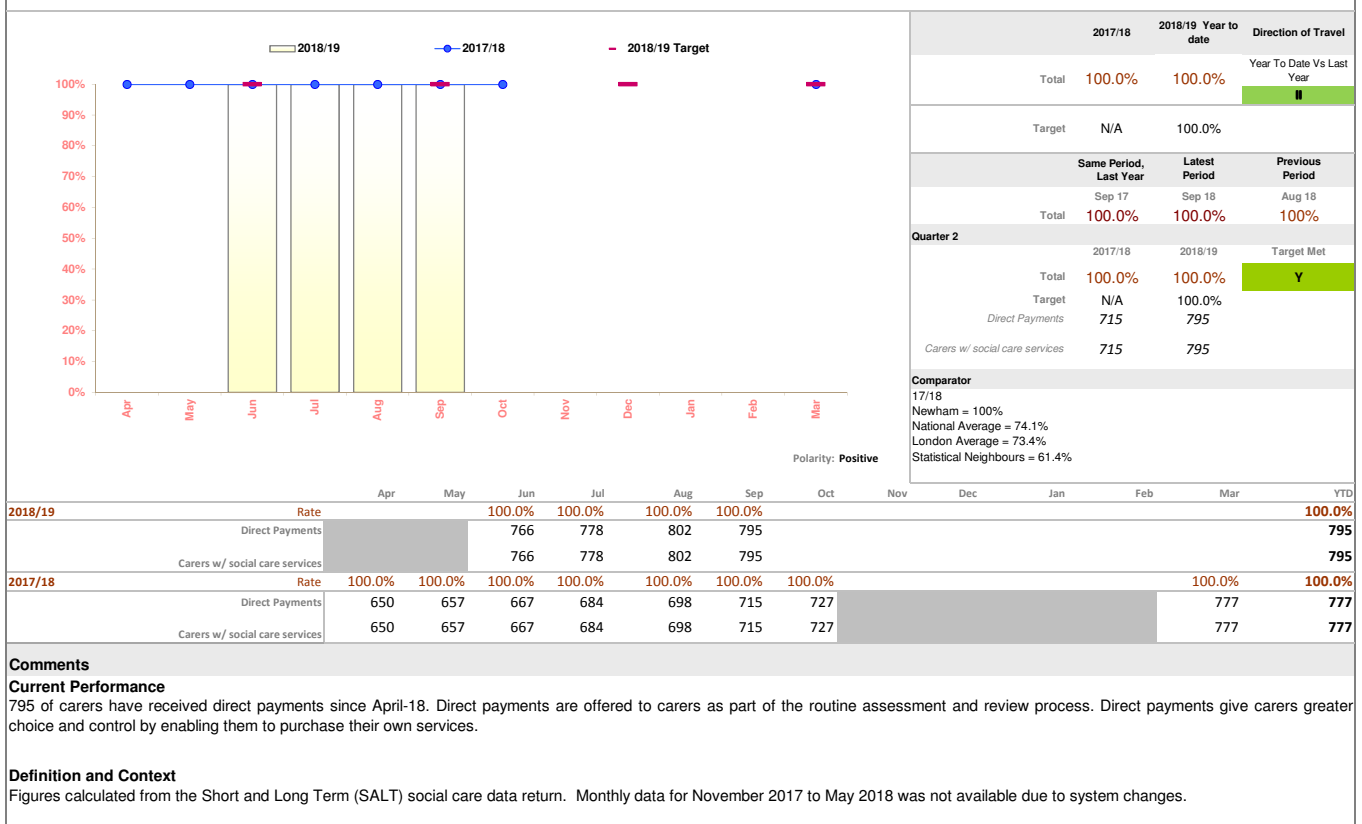 2018/19 2017/18 2018/19 Target
100%
90%
80%
70%
60%
50%
40%
30%
20%
10%
0%
Apr May Jun Jul Aug Sep Oct Nov Dec Jan Feb Mar
Polarity: Positive
2017/18 2018/19 Year to date Direction of Travel
Year To Date Vs Last Year
Total 100.0% 100.0%
Target N/A 100.0%
Same Period, Last Year Latest Period Previous Period
Sep 17 Sep 18 Aug 18
Total 100.0% 100.0% 100%
Quarter 2
2017/18 2018/19 Target Met
Total 100.0% 100.0% Y
Target N/A 100.0%
Direct Payments 715 795
Carers w/ social care services 715 795
Comparator
17/18
Newham = 100%
National Average = 74.1%
London Average = 73.4%
Statistical Neighbours = 61.4%
Apr May Jun Jul Aug Sep Oct Nov Dec Jan Feb Mar YTD
2018/19 Rate 100.0% 100.0% 100.0% 100.0% 100.0%
Direct Payments 766 778 802 795 795
Carers w/ social care services 766 778 802 795 795
2017/18 Rate 100.0% 100.0% 100.0% 100.0% 100.0% 100.0% 100.0% 100.0% 100.0%
Direct Payments 650 657 667 684 698 715 727 777 777
Carers w/ social care services 650 657 667 684 698 715 727 777 777
Comments
Current Performance
795 of carers have received direct payments since April-18. Direct payments are offered to carers as part of the routine assessment and review process. Direct payments give carers greater
choice and control by enabling them to purchase their own services.
Definition and Context
Figures calculated from the Short and Long Term (SALT) social care data return. Monthly data for November 2017 to May 2018 was not available due to system changes.